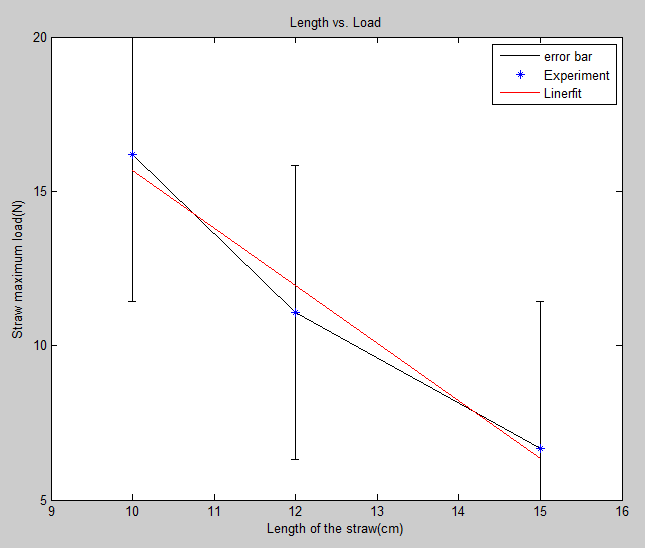 Length vs. Load
error bar
Experiment
Linerfit
20
15
10
5
Straw maximum load(N)
9 10 11 12 13 14 15 16
Length of the straw(cm)